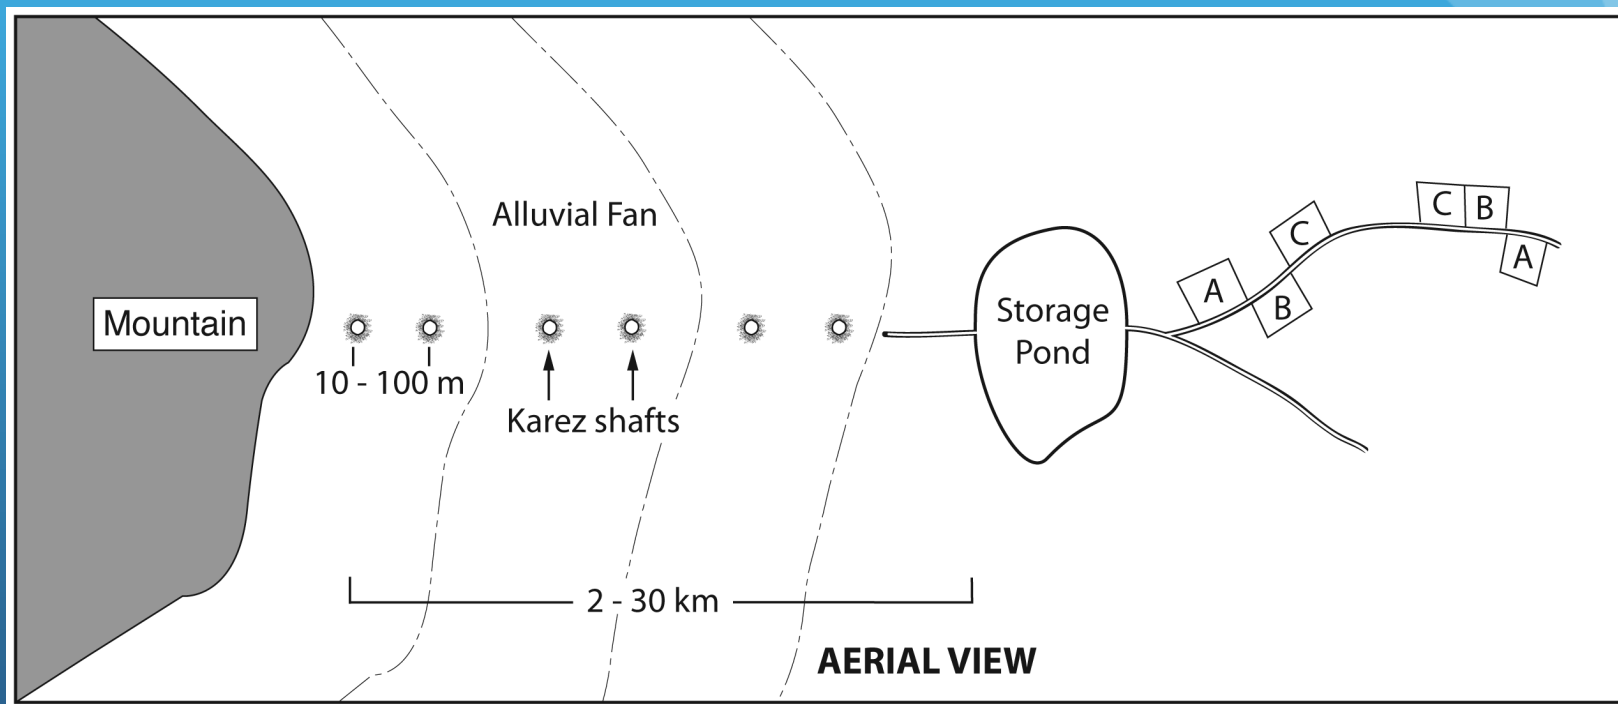 Alluvial Fan
Mountain
10 - 100 m
Karez shafts
Storage
Pond
A
B
C
C
B
A
2 - 30 km
AERIAL VIEW